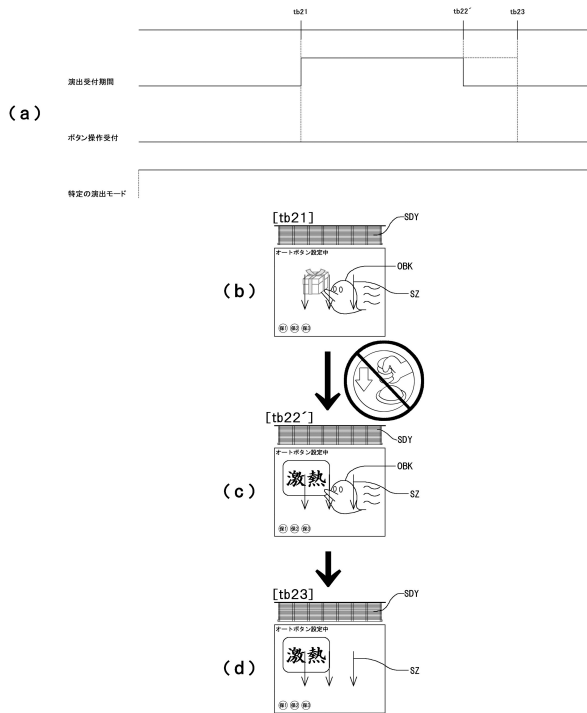 tb21 tb22´ tb23
演出受付期間
(a)
ボタン操作受付
特定の演出モード
[tb21]
SDY
オートボタン設定中
OBK
(b)
SZ
保1 保2 保3
[tb22´]
SDY
オートボタン設定中
OBK
激熱
(c)
SZ
保1 保2 保3
[tb23]
SDY
オートボタン設定中
激熱
(d)
SZ
保1 保2 保3